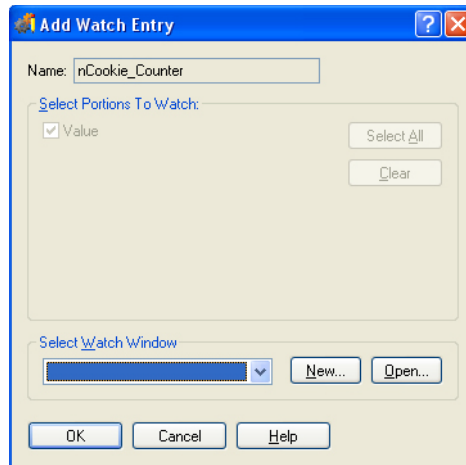 Add Watch Entry
Name: nCookie_Counter
Select Portions To Watch:
Value
Select All
Clear
Select Watch Window
New...
Open...
OK
Cancel
Help